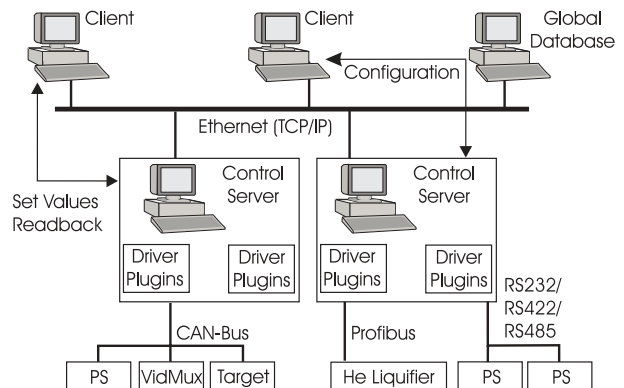 Client
Client
Global
Database
Configuration
Ethernet (TCP/IP)
Set Values
Readback
Control
Server
Control
Server
Driver
Plugins
Driver
Plugins
Driver
Plugins
Driver
Plugins
RS232/
RS422/
RS485
CAN-Bus
Profibus
PS
VidMux
Target
He Liquifier
PS
PS